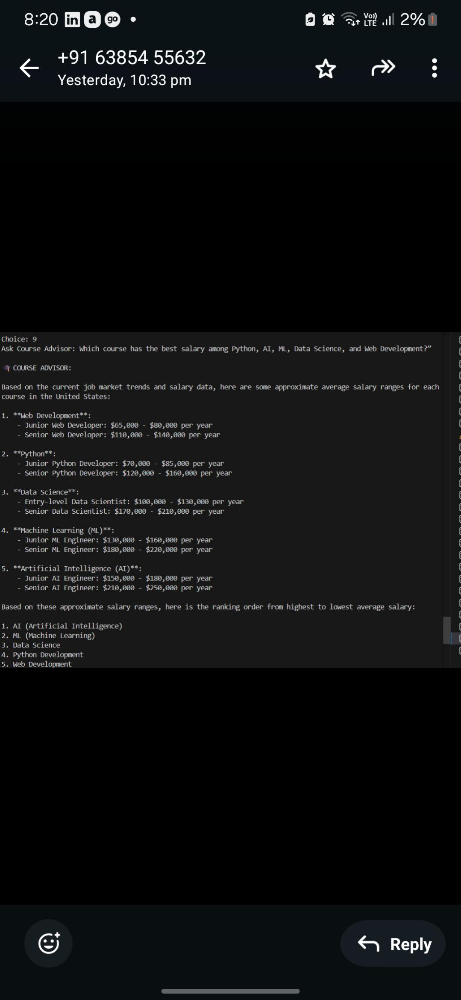 8:20 in a go
Vo)) LTE 2%
+91 63854 55632
Yesterday, 10:33 pm
Choice: 9
Ask Course Advisor: Which course has the best salary among Python, AI, ML, Data Science, and Web Development?”
COURSE ADVISOR:
Based on the current job market trends and salary data, here are some approximate average salary ranges for each
course in the United States:
1. **Web Development**:
- Junior Web Developer: $65,000 - $80,000 per year
- Senior Web Developer: $110,000 - $140,000 per year
2. **Python**:
- Junior Python Developer: $70,000 - $85,000 per year
- Senior Python Developer: $120,000 - $160,000 per year
3. **Data Science**:
- Entry-level Data Scientist: $100,000 - $130,000 per year
- Senior Data Scientist: $170,000 - $210,000 per year
4. **Machine Learning (ML)**:
- Junior ML Engineer: $130,000 - $160,000 per year
- Senior ML Engineer: $180,000 - $220,000 per year
5. **Artificial Intelligence (AI)**:
- Junior AI Engineer: $150,000 - $180,000 per year
- Senior AI Engineer: $210,000 - $250,000 per year
Based on these approximate salary ranges, here is the ranking order from highest to lowest average salary:
1. AI (Artificial Intelligence)
2. ML (Machine Learning)
3. Data Science
4. Python Development
5. Web Development
Reply